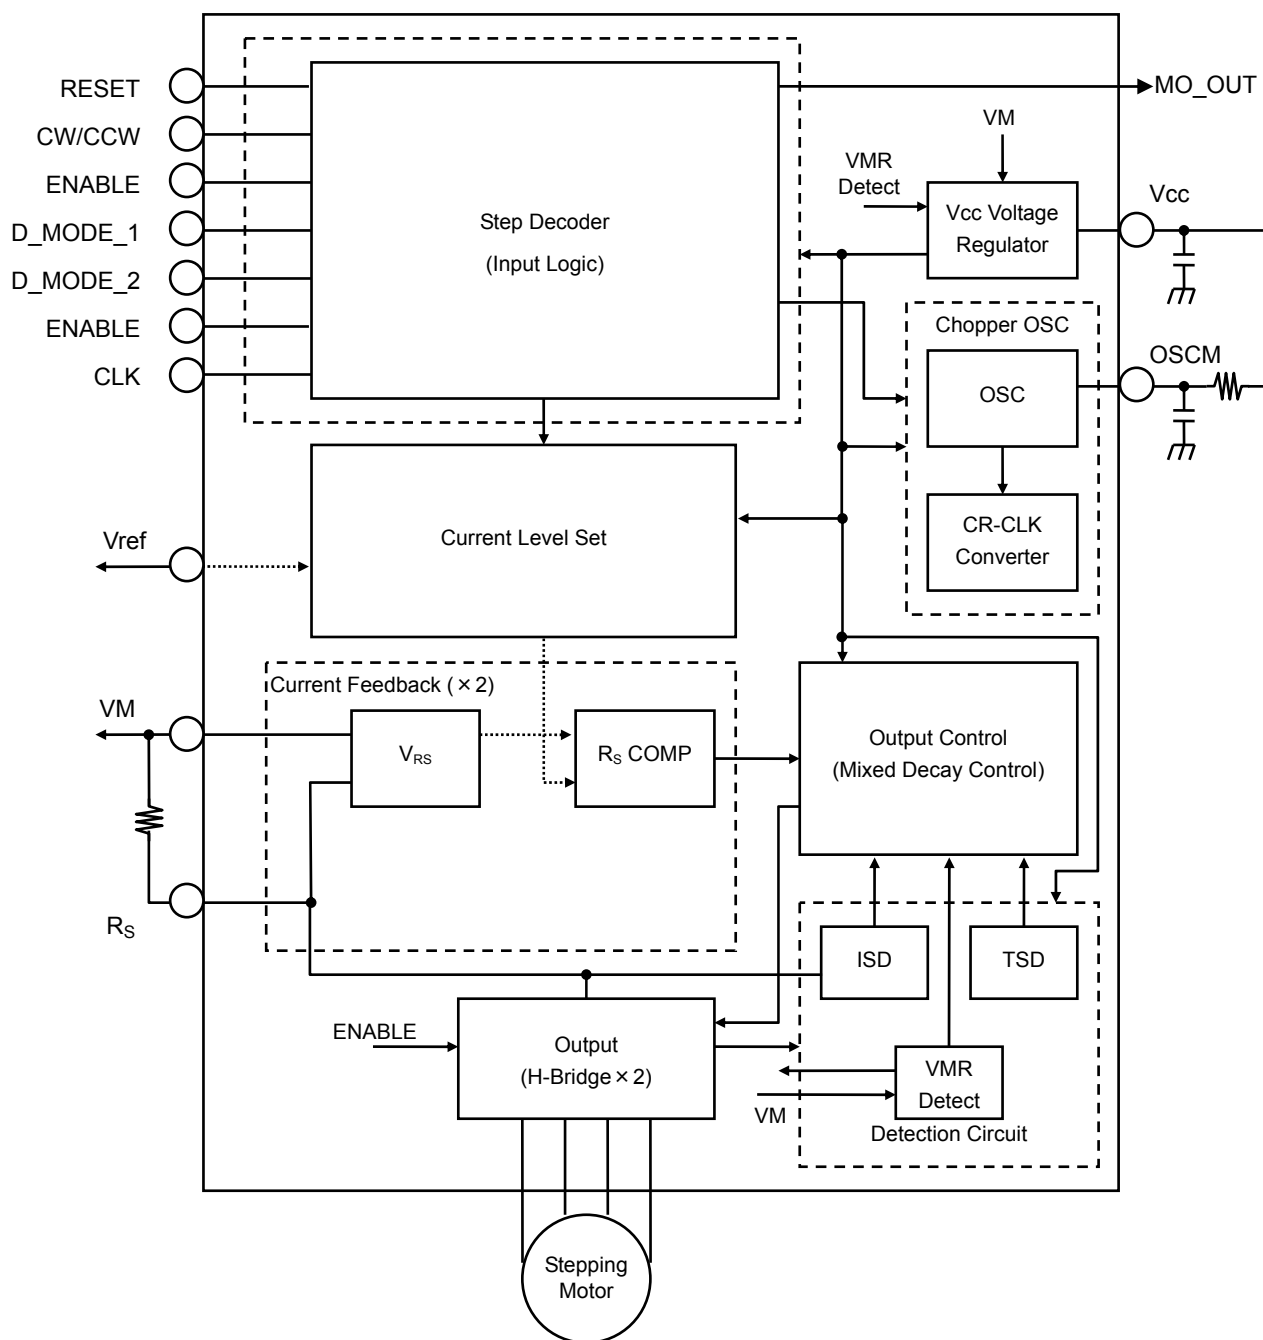 RESET
CW/CCW
ENABLE
D_MODE_1
D_MODE_2
ENABLE
CLK
Step Decoder
(Input Logic)
MO_OUT
VM
VMR
Detect
Vcc Voltage
Regulator
Vcc
Chopper OSC
OSC
OSCM
CR-CLK
Converter
Vref
Current Level Set
Current Feedback (×2)
VM
VRS
RS COMP
Output Control
(Mixed Decay Control)
RS
ISD
TSD
ENABLE
Output
(H-Bridge×2)
VMR
Detect
VM
Detection Circuit
Stepping
Motor